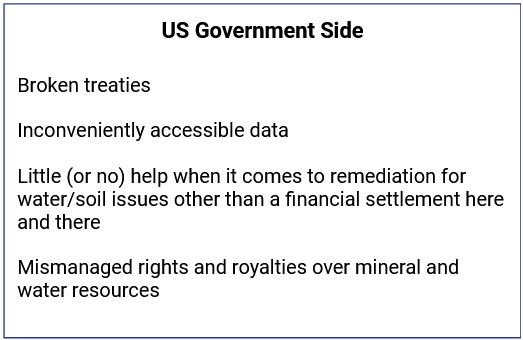 US Government Side
Broken treaties
Inconveniently accessible data
Little (or no) help when it comes to remediation for
water/soil issues other than a financial settlement here
and there
Mismanaged rights and royalties over mineral and
water resources